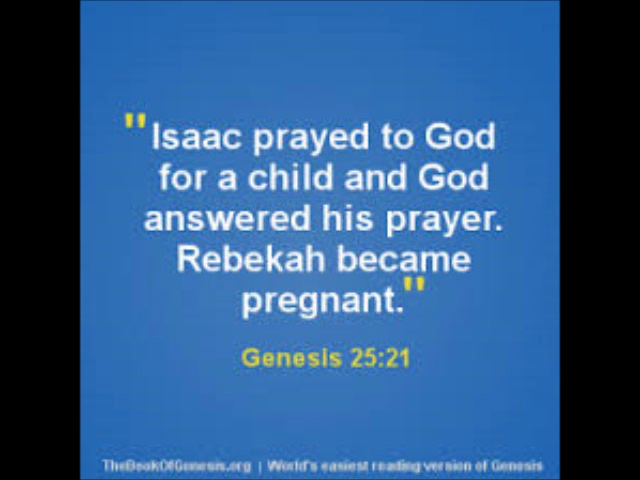 "Isaac prayed to God
for a child and God
answered his prayer.
Rebekah became
pregnant."
Genesis 25:21
TheBookOfGenesis.org | World's easiest reading version of Genesis